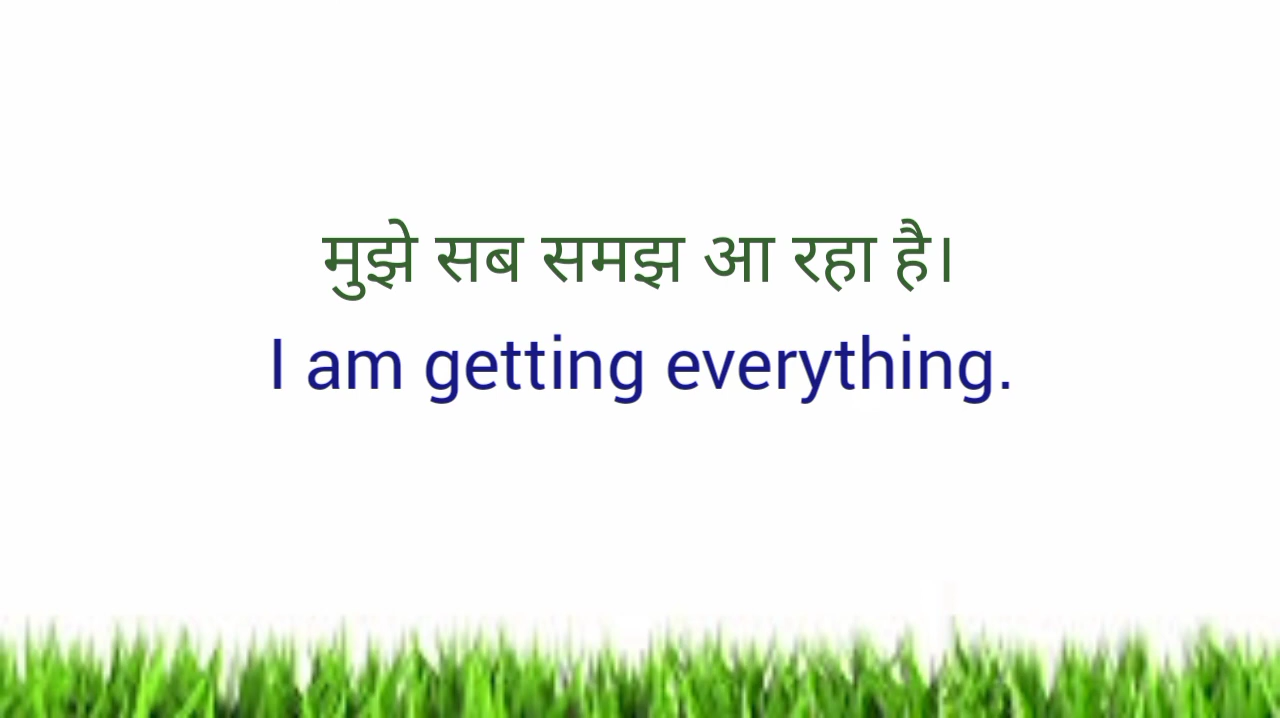 मुझे सब समझ आ रहा है।
I am getting everything.